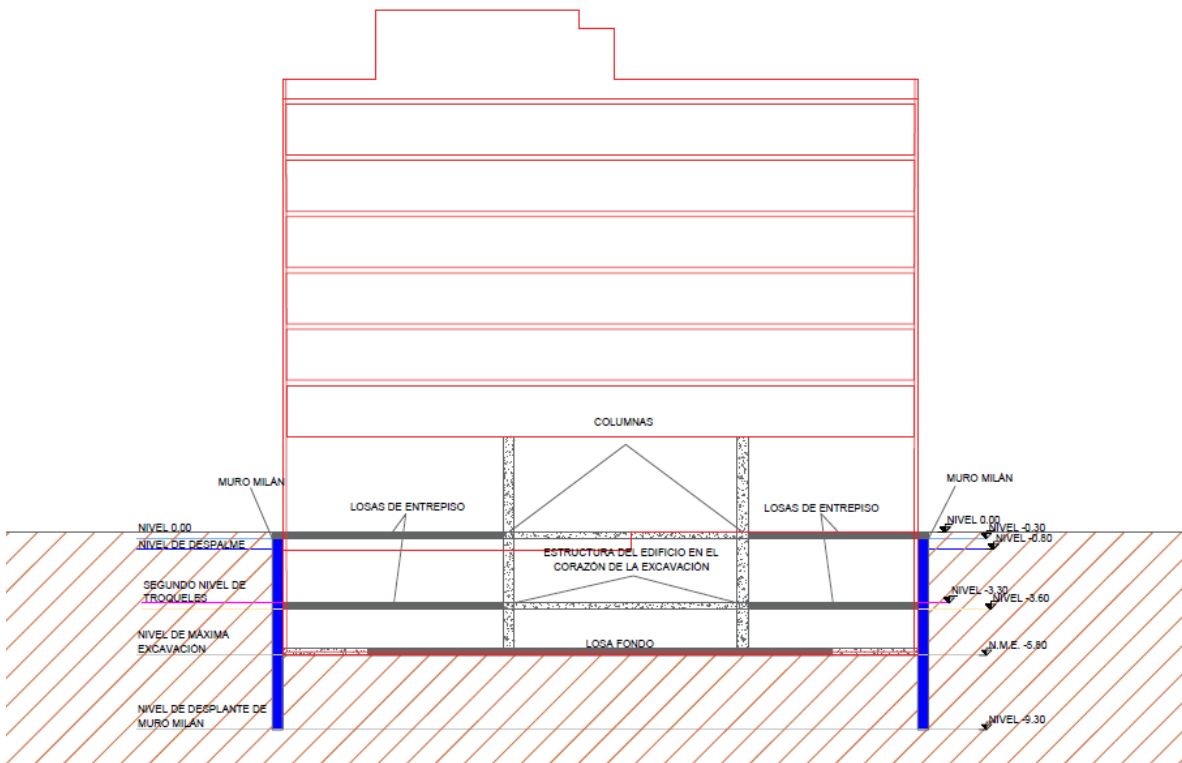 COLUMNAS
MURO MILÁN
MURO MILÁN
LOSAS DE ENTREPISO
LOSAS DE ENTREPISO
NIVEL 0.00
NIVEL 0.00
NIVEL -0.30
NIVEL -0.80
NIVEL DE DESPALME
ESTRUCTURA DEL EDIFICIO EN EL
CORAZÓN DE LA EXCAVACIÓN
SEGUNDO NIVEL DE
TROQUELES
NIVEL -3.30
NIVEL -3.60
NIVEL DE MÁXIMA
EXCAVACIÓN
LOSA FONDO
N.M.E. -5.80
NIVEL DE DESPLANTE DE
MURO MILÁN
NIVEL -9.30